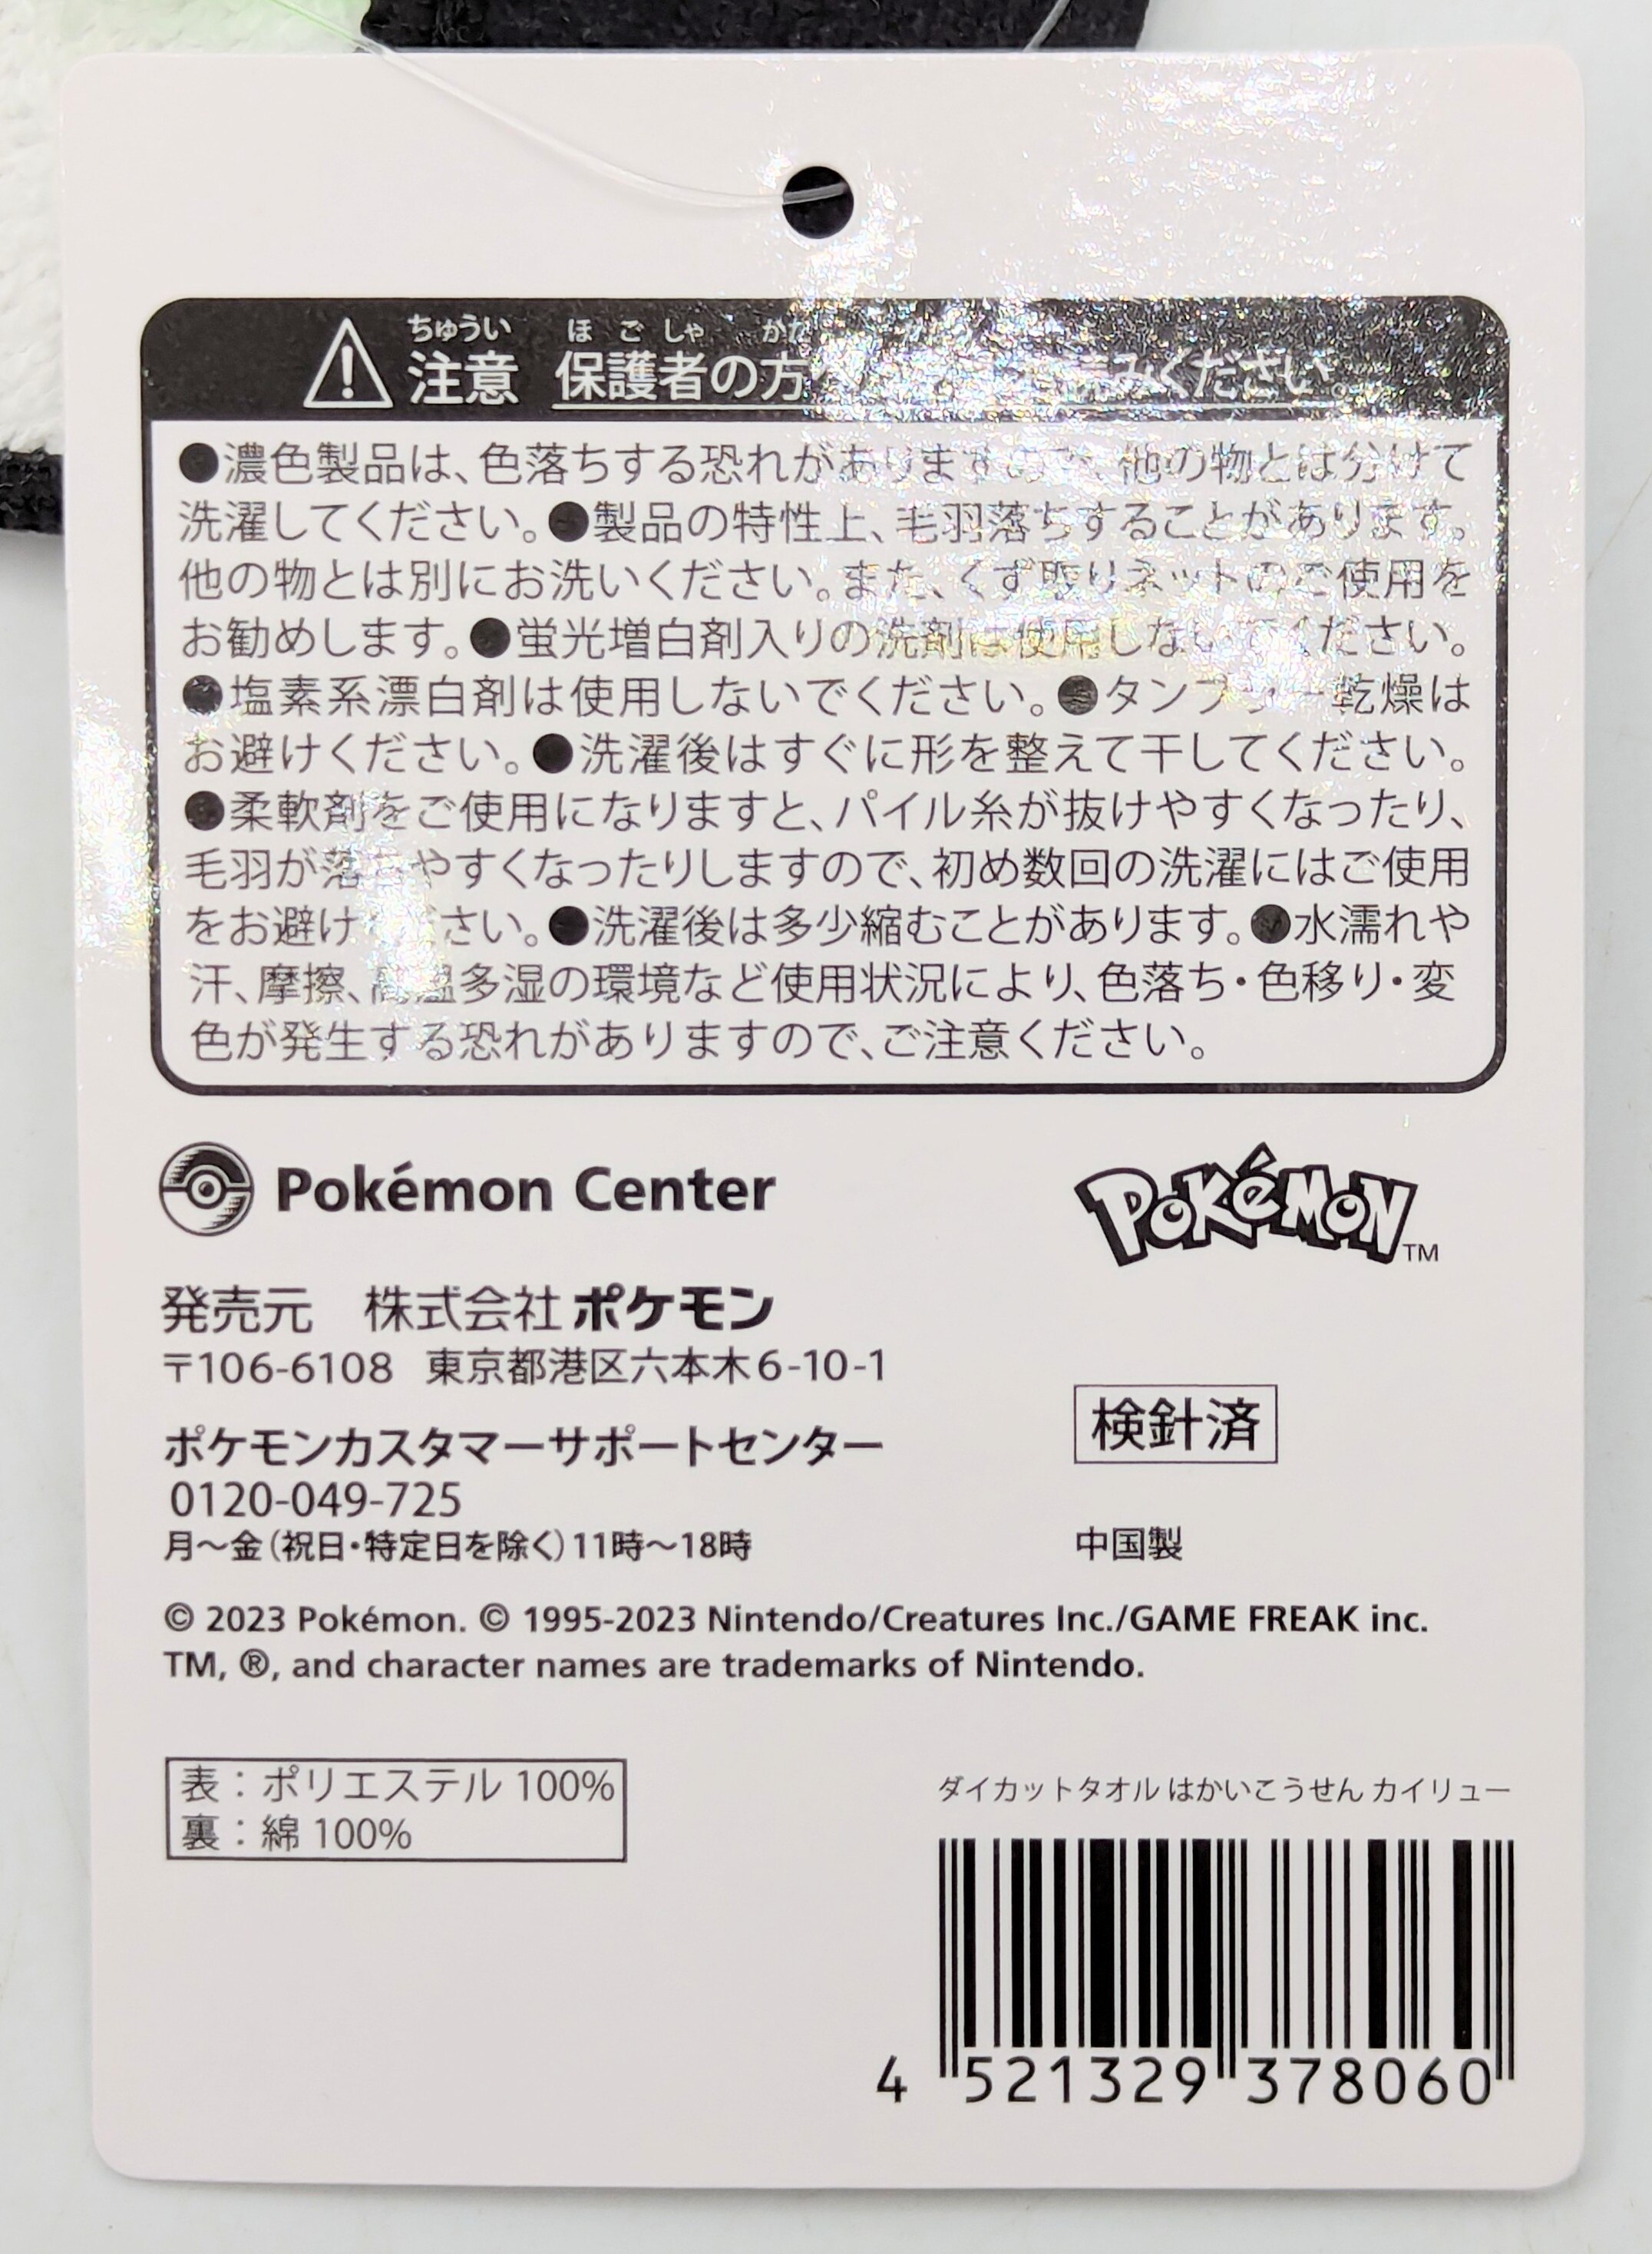 ちゅうい ほごしゃ かた
注意 保護者の方 みください。
●濃色製品は、色落ちする恐れがありますので、他の物とは分けて
洗濯してください。●製品の特性上、毛羽落ちすることがあります。
他の物とは別にお洗いください。また、くず取りネットのご使用を
お勧めします。●蛍光増白剤入りの洗剤は使用しないでください。
●塩素系漂白剤は使用しないでください。●タンブラー乾燥は
お避けください。●洗濯後はすぐに形を整えて干してください。
●柔軟剤をご使用になりますと、パイル糸が抜けやすくなったり、
毛羽が落ちやすくなったりしますので、初め数回の洗濯にはご使用
をお避けください。●洗濯後は多少縮むことがあります。●水濡れや
汗、摩擦、高温多湿の環境など使用状況により、色落ち・色移り・変
色が発生する恐れがありますので、ご注意ください。
Pokémon Center
POKéMON TM
発売元 株式会社ポケモン
〒106-6108 東京都港区六本木6-10-1
検針済
ポケモンカスタマーサポートセンター
0120-049-725
月〜金(祝日・特定日を除く)11時〜18時
中国製
© 2023 Pokémon. © 1995-2023 Nintendo/Creatures Inc./GAME FREAK inc.
TM, ®, and character names are trademarks of Nintendo.
表：ポリエステル 100%
裏：綿 100%
ダイカットタオル はかいこうせん カイリュー
4 521329 378060